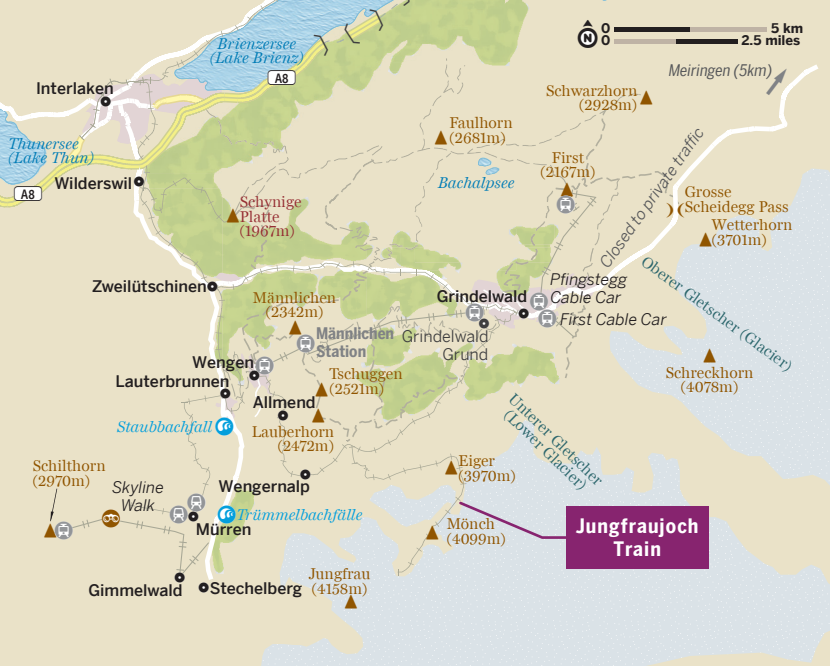 0
5 km
N
0
2.5 miles
Brienzersee
(Lake Brienz)
A8
Meiringen (5km)
Interlaken
Schwarzhorn
(2928m)
Faulhorn
(2681m)
Thunersee
(Lake Thun)
First
(2167m)
Closed to private traffic
Bachalpsee
A8
Wilderswil
Grosse
Scheidegg Pass
Schynige
Platte
(1967m)
Wetterhorn
(3701m)
Oberer Gletscher (Glacier)
Zweilütschinen
Pfingstegg
Cable Car
Männlichen
(2342m)
Grindelwald
First Cable Car
Männlichen
Station
Grindelwald
Grund
Wengen
Tschuggen
(2521m)
Schreckhorn
(4078m)
Lauterbrunnen
Allmend
Unterer Gletscher
(Lower Glacier)
Staubbachfall
Lauberhorn
(2472m)
Schilthorn
(2970m)
Eiger
(3970m)
Skyline
Walk
Wengernalp
Trümmelbachfälle
Mürren
Mönch
(4099m)
Jungfraujoch
Train
Jungfrau
(4158m)
Gimmelwald
Stechelberg